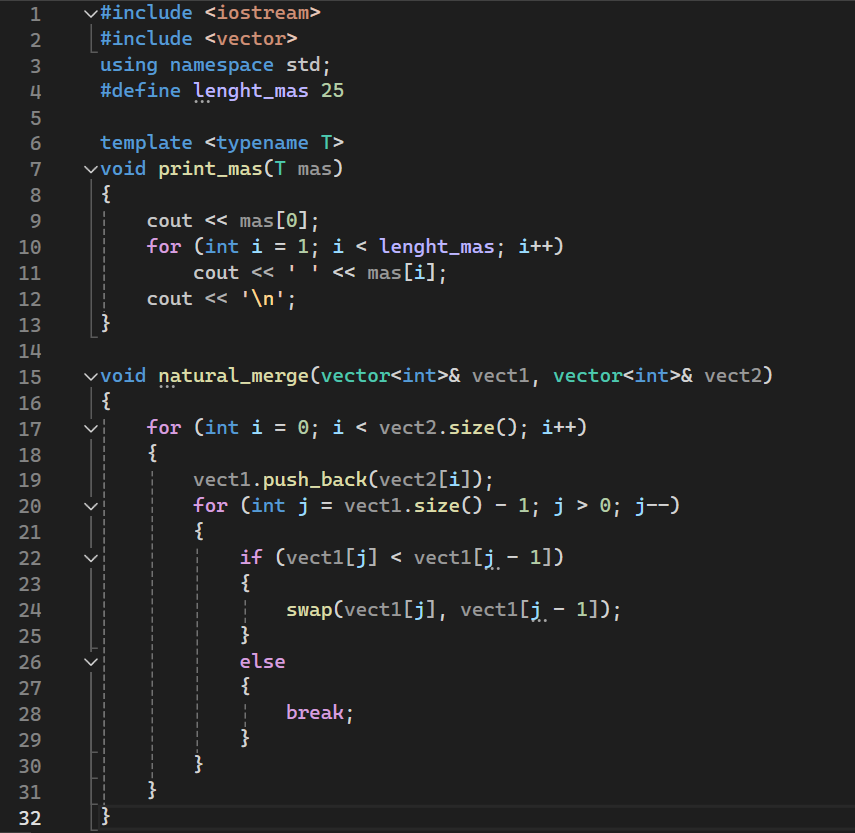 1 #include <iostream>
2 #include <vector>
3 using namespace std;
4 #define lenght_mas 25
5
6 template <typename T>
7 void print_mas(T mas)
8 {
9     cout << mas[0];
10     for (int i = 1; i < lenght_mas; i++)
11         cout << ' ' << mas[i];
12     cout << '\n';
13 }
14
15 void natural_merge(vector<int>& vect1, vector<int>& vect2)
16 {
17     for (int i = 0; i < vect2.size(); i++)
18     {
19         vect1.push_back(vect2[i]);
20         for (int j = vect1.size() - 1; j > 0; j--)
21         {
22             if (vect1[j] < vect1[j - 1])
23             {
24                 swap(vect1[j], vect1[j - 1]);
25             }
26             else
27             {
28                 break;
29             }
30         }
31     }
32 }